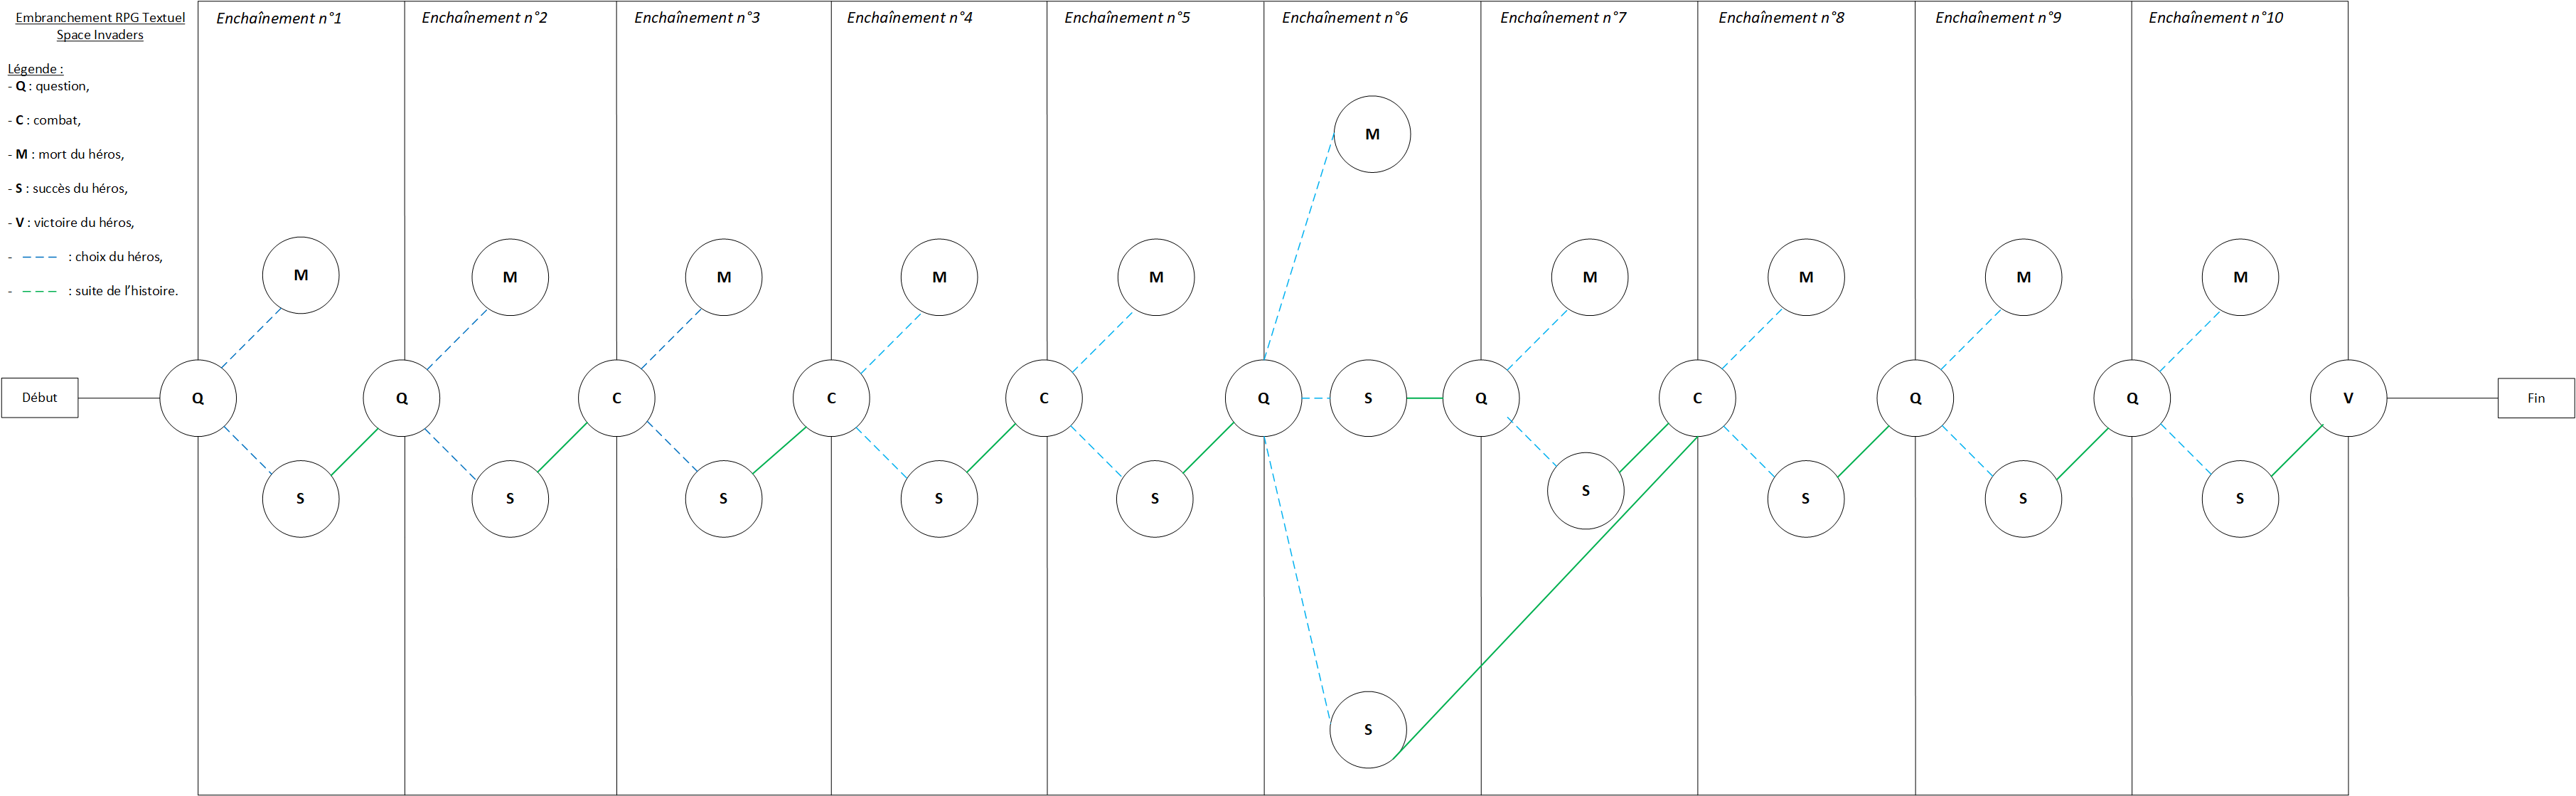 Embranchement RPG Textuel
Space Invaders
Légende :
- Q : question,
- C : combat,
- M : mort du héros,
- S : succès du héros,
- V : victoire du héros,
- : choix du héros,
- : suite de l'histoire.
Enchaînement n°1
Enchaînement n°2
Enchaînement n°3
Enchaînement n°4
Enchaînement n°5
Enchaînement n°6
Enchaînement n°7
Enchaînement n°8
Enchaînement n°9
Enchaînement n°10
M
M
M
M
M
M
M
M
M
M
Début
Q
Q
C
C
C
Q
S
Q
C
Q
Q
V
Fin
S
S
S
S
S
S
S
S
S
S